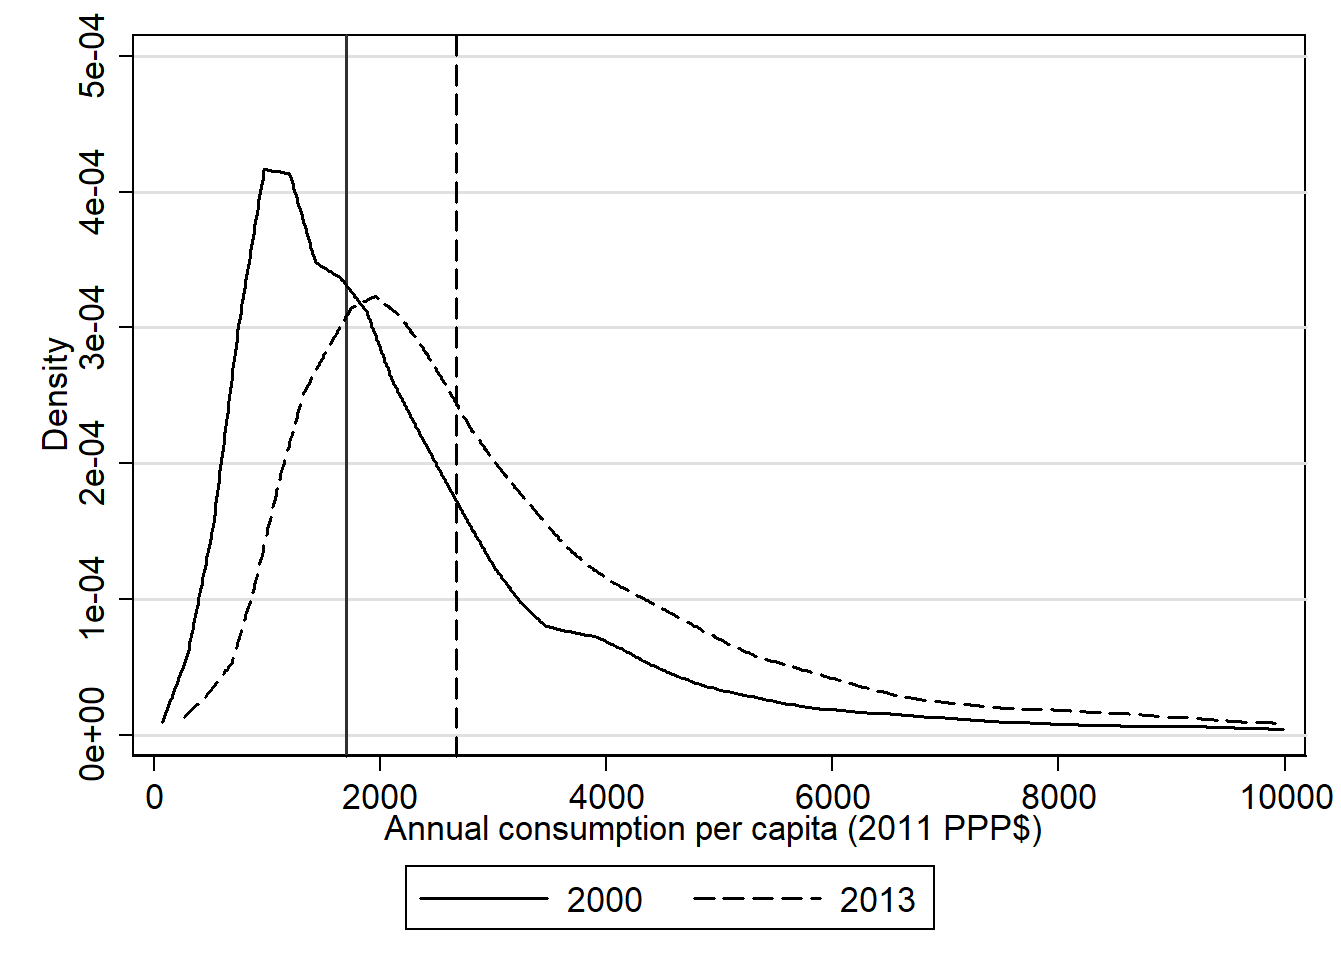 5e-04
4e-04
3e-04
2e-04
1e-04
0e+00
Density
0 2000 4000 6000 8000 10000
Annual consumption per capita (2011 PPP$)
2000 2013